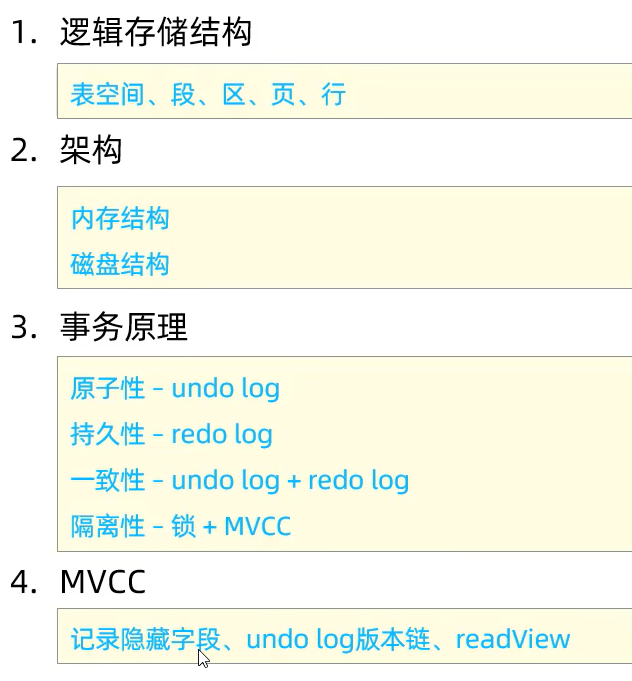 1. 逻辑存储结构
表空间、段、区、页、行
2. 架构
内存结构
磁盘结构
3. 事务原理
原子性 - undo log
持久性 - redo log
一致性 - undo log + redo log
隔离性 - 锁 + MVCC
4. MVCC
记录隐藏字段、undo log版本链、readView